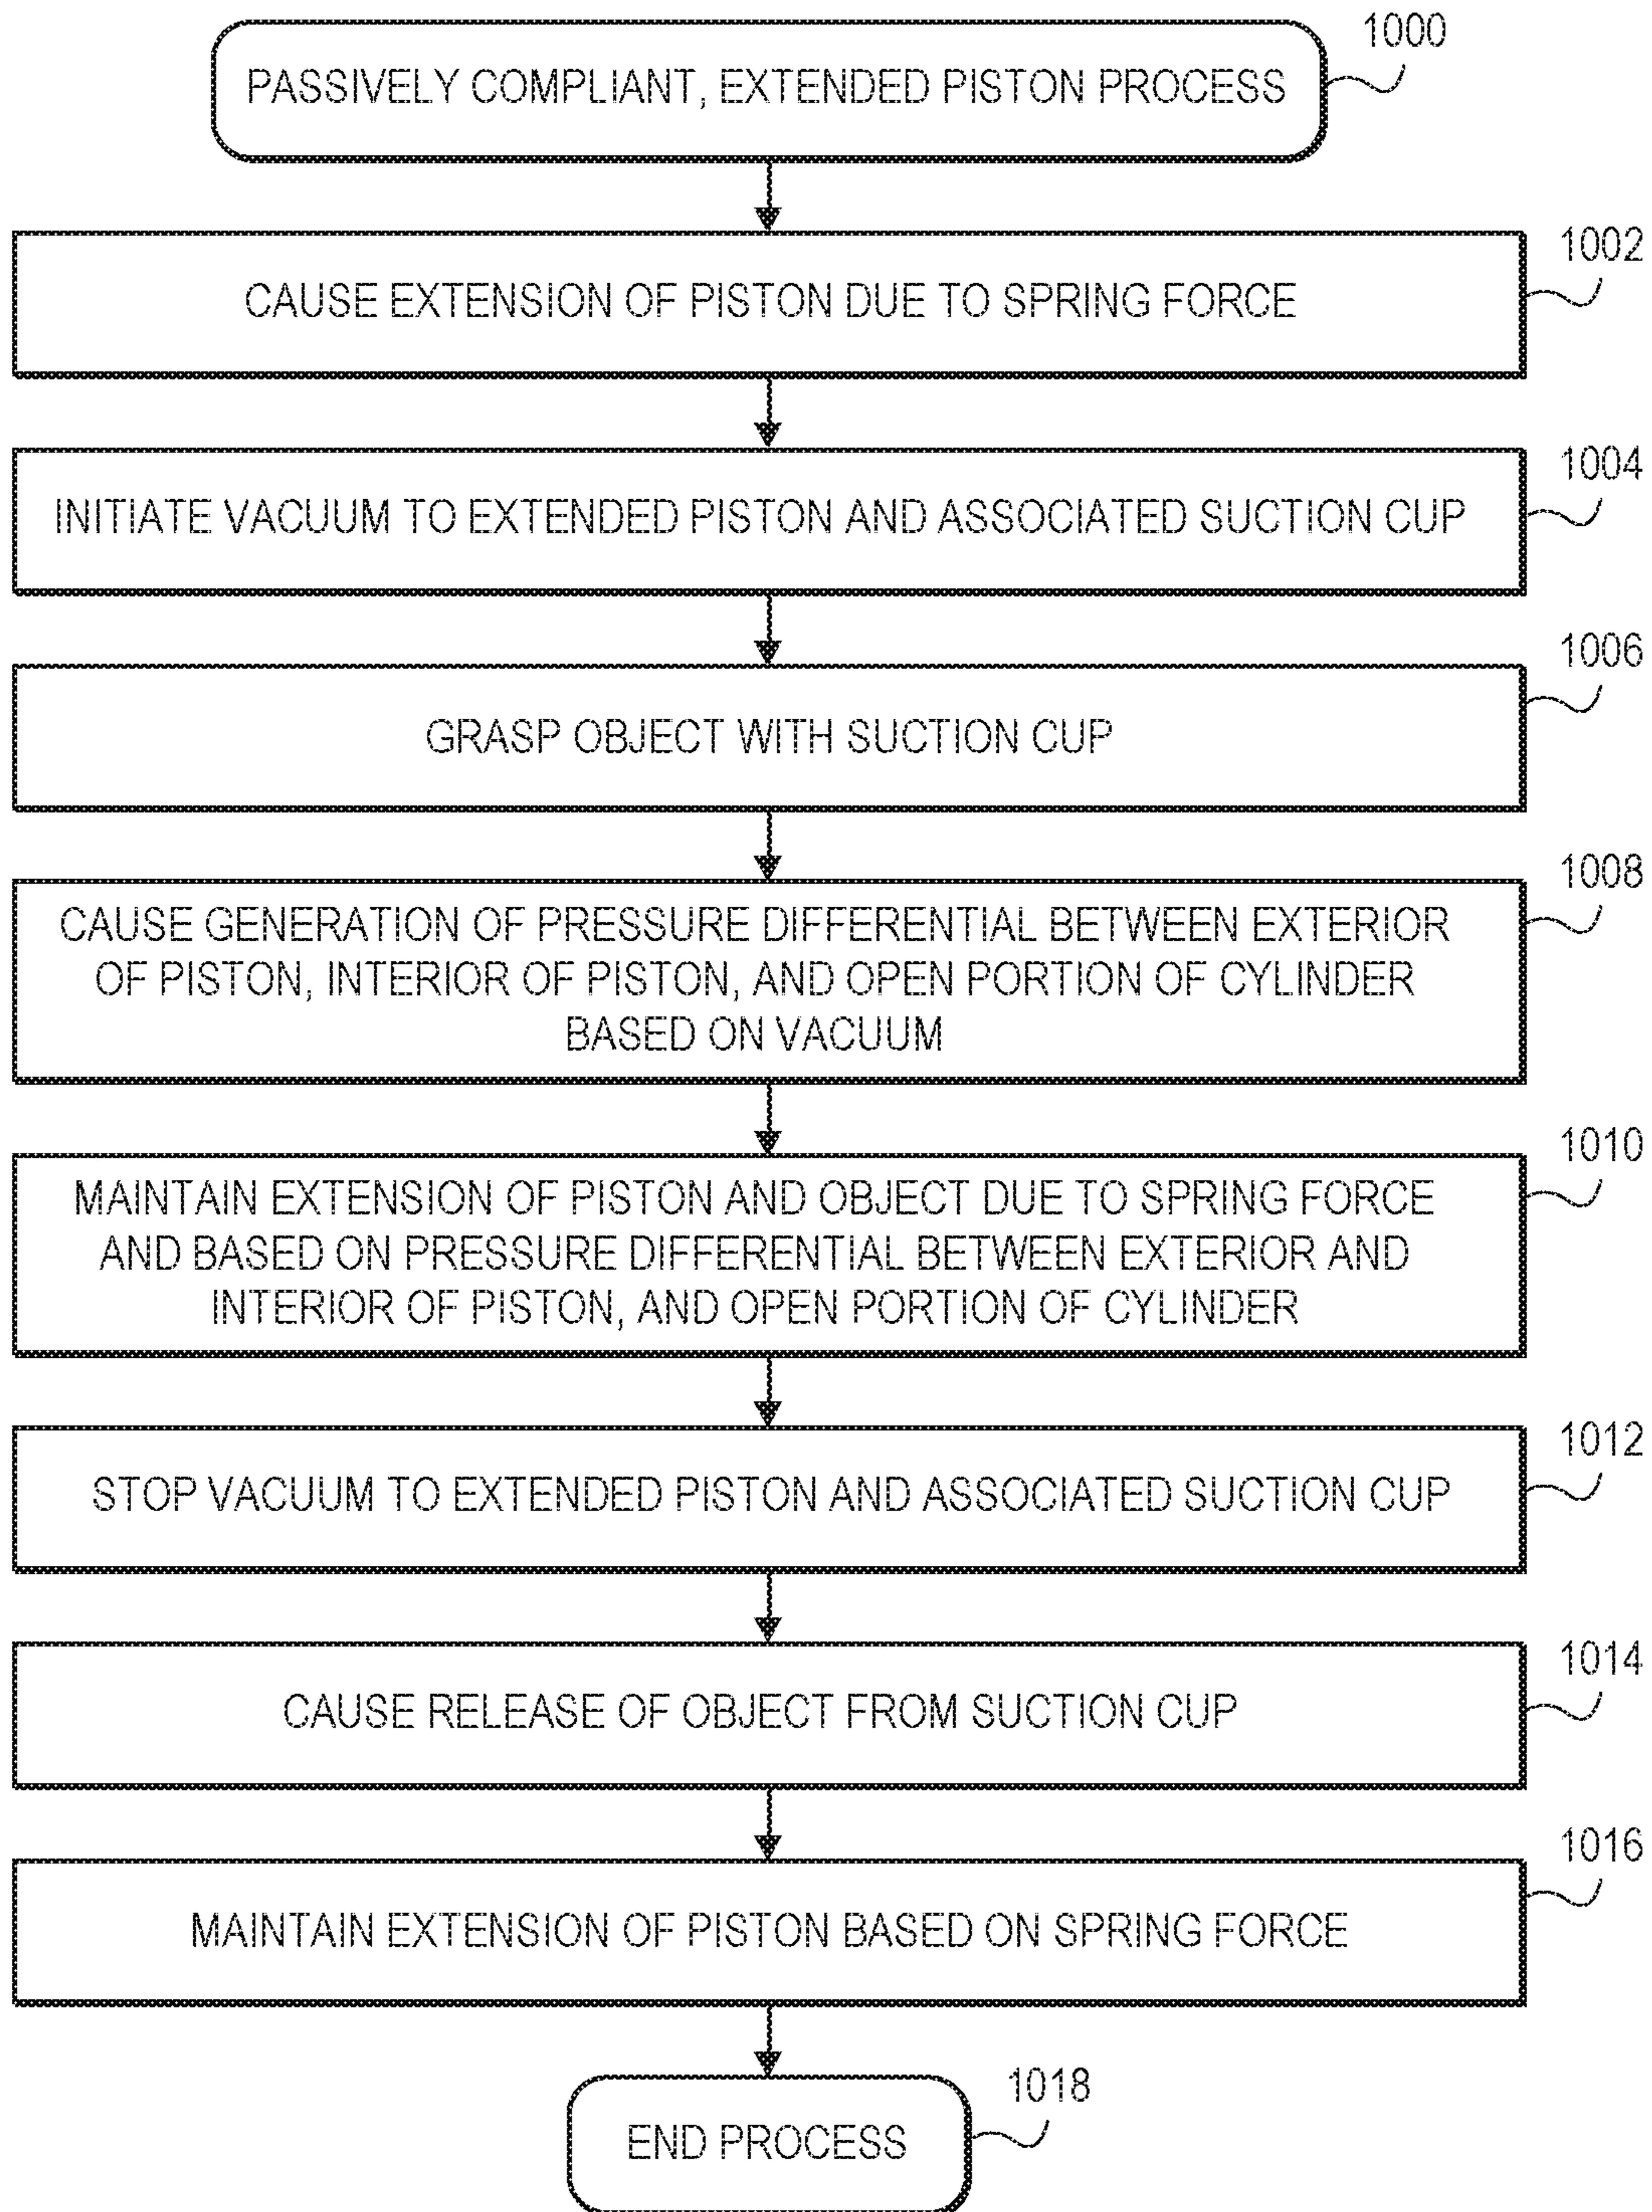 1000
PASSIVELY COMPLIANT, EXTENDED PISTON PROCESS
1002
CAUSE EXTENSION OF PISTON DUE TO SPRING FORCE
1004
INITIATE VACUUM TO EXTENDED PISTON AND ASSOCIATED SUCTION CUP
1006
GRASP OBJECT WITH SUCTION CUP
1008
CAUSE GENERATION OF PRESSURE DIFFERENTIAL BETWEEN EXTERIOR
OF PISTON, INTERIOR OF PISTON, AND OPEN PORTION OF CYLINDER
BASED ON VACUUM
1010
MAINTAIN EXTENSION OF PISTON AND OBJECT DUE TO SPRING FORCE
AND BASED ON PRESSURE DIFFERENTIAL BETWEEN EXTERIOR AND
INTERIOR OF PISTON, AND OPEN PORTION OF CYLINDER
1012
STOP VACUUM TO EXTENDED PISTON AND ASSOCIATED SUCTION CUP
1014
CAUSE RELEASE OF OBJECT FROM SUCTION CUP
1016
MAINTAIN EXTENSION OF PISTON BASED ON SPRING FORCE
1018
END PROCESS